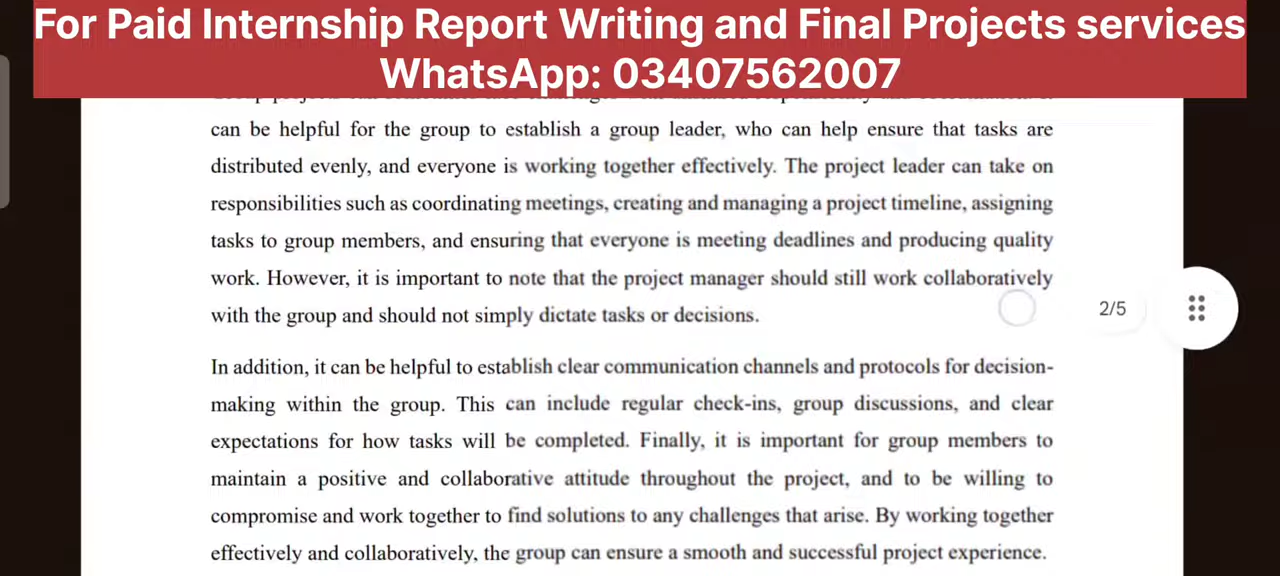 For Paid Internship Report Writing and Final Projects services
WhatsApp: 03407562007
can be helpful for the group to establish a group leader, who can help ensure that tasks are
distributed evenly, and everyone is working together effectively. The project leader can take on
responsibilities such as coordinating meetings, creating and managing a project timeline, assigning
tasks to group members, and ensuring that everyone is meeting deadlines and producing quality
work. However, it is important to note that the project manager should still work collaboratively
with the group and should not simply dictate tasks or decisions.
2/5
In addition, it can be helpful to establish clear communication channels and protocols for decision-
making within the group. This can include regular check-ins, group discussions, and clear
expectations for how tasks will be completed. Finally, it is important for group members to
maintain a positive and collaborative attitude throughout the project, and to be willing to
compromise and work together to find solutions to any challenges that arise. By working together
effectively and collaboratively, the group can ensure a smooth and successful project experience.